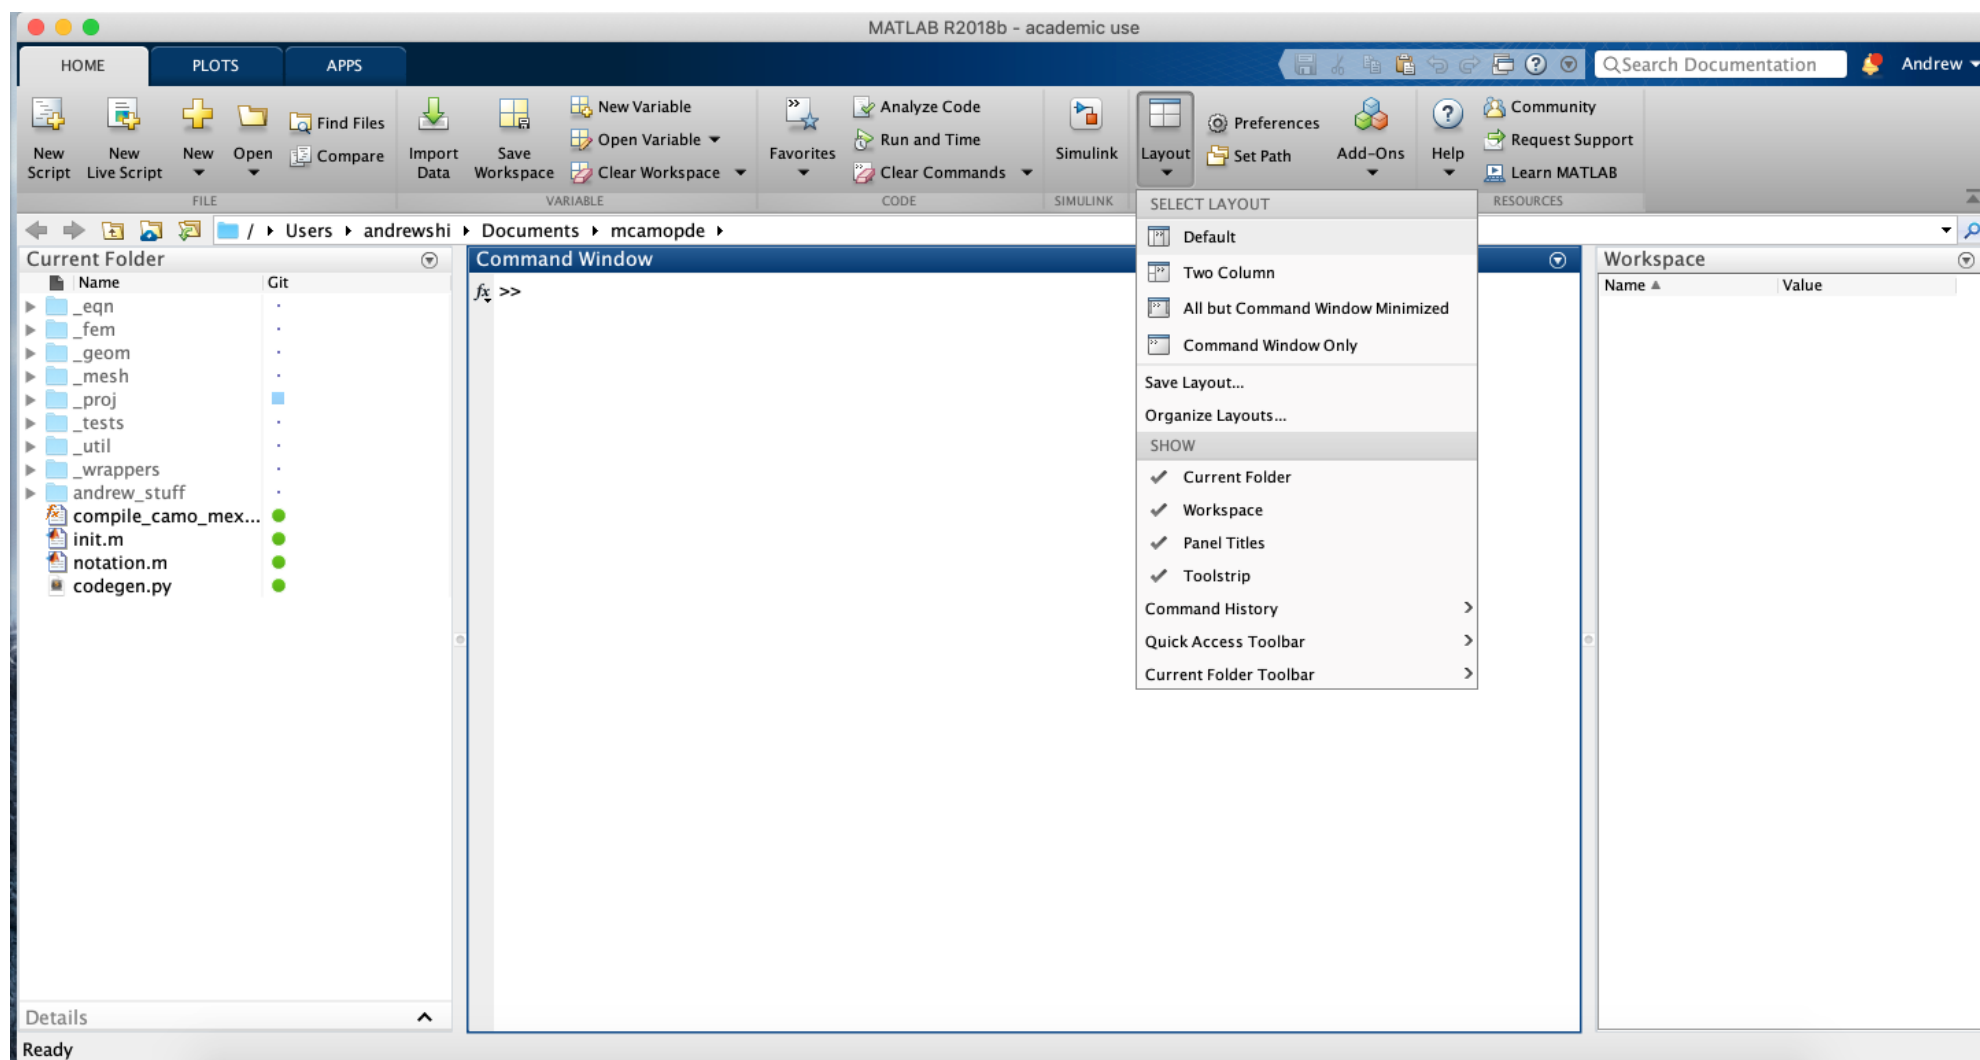 MATLAB R2018b - academic use
HOME PLOTS APPS Search Documentation Andrew
New Script
New Live Script
New
Open
Find Files
Compare
Import Data
Save Workspace
New Variable
Open Variable
Clear Workspace
Favorites
Analyze Code
Run and Time
Clear Commands
Simulink
Layout
Preferences
Set Path
Add-Ons
Help
Community
Request Support
Learn MATLAB
FILE VARIABLE CODE SIMULINK RESOURCES
/ Users andrewshi Documents mcamopde
Current Folder
Name Git
_eqn
_fem
_geom
_mesh
_proj
_tests
_util
_wrappers
andrew_stuff
compile_camo_mex...
init.m
notation.m
codegen.py
Details
Command Window
fx >>
SELECT LAYOUT
Default
Two Column
All but Command Window Minimized
Command Window Only
Save Layout...
Organize Layouts...
SHOW
Current Folder
Workspace
Panel Titles
Toolstrip
Command History
Quick Access Toolbar
Current Folder Toolbar
Workspace
Name Value
Ready